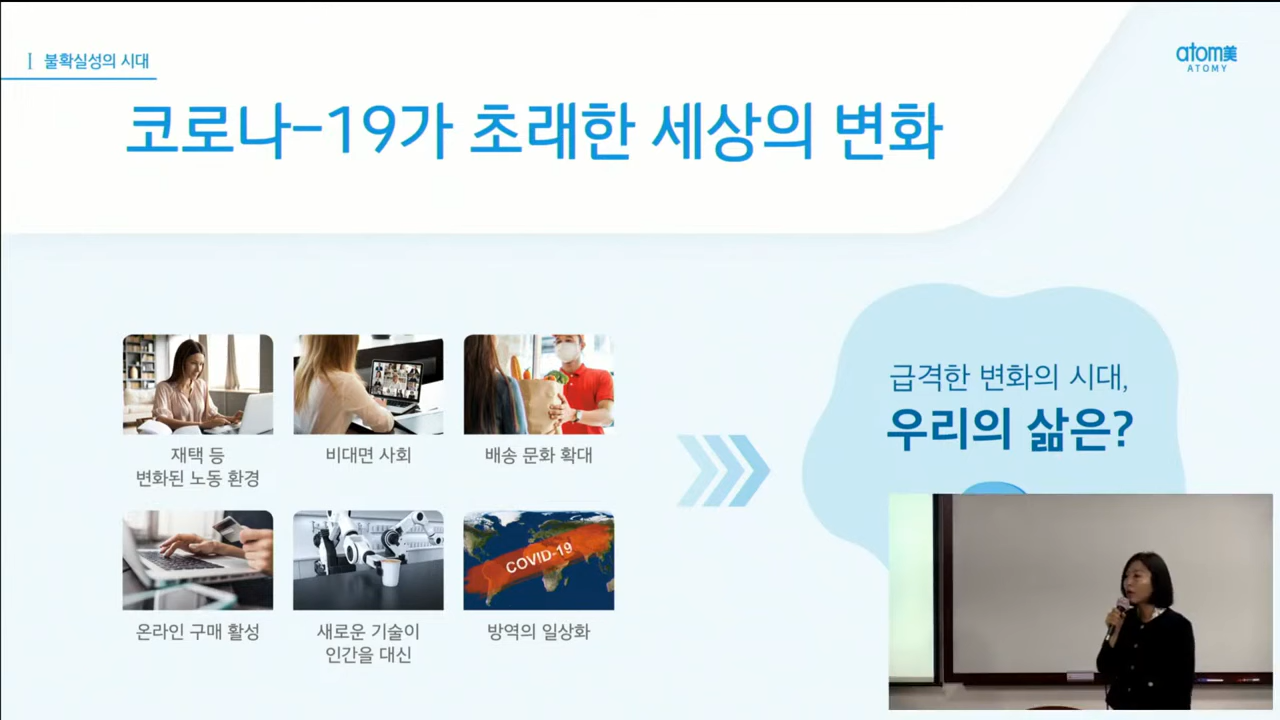 Ⅰ 불확실성의 시대
atom美
ATOMY
코로나-19가 초래한 세상의 변화
재택 등
변화된 노동 환경
비대면 사회
배송 문화 확대
온라인 구매 활성
새로운 기술이
인간을 대신
COVID-19
방역의 일상화
급격한 변화의 시대,
우리의 삶은?